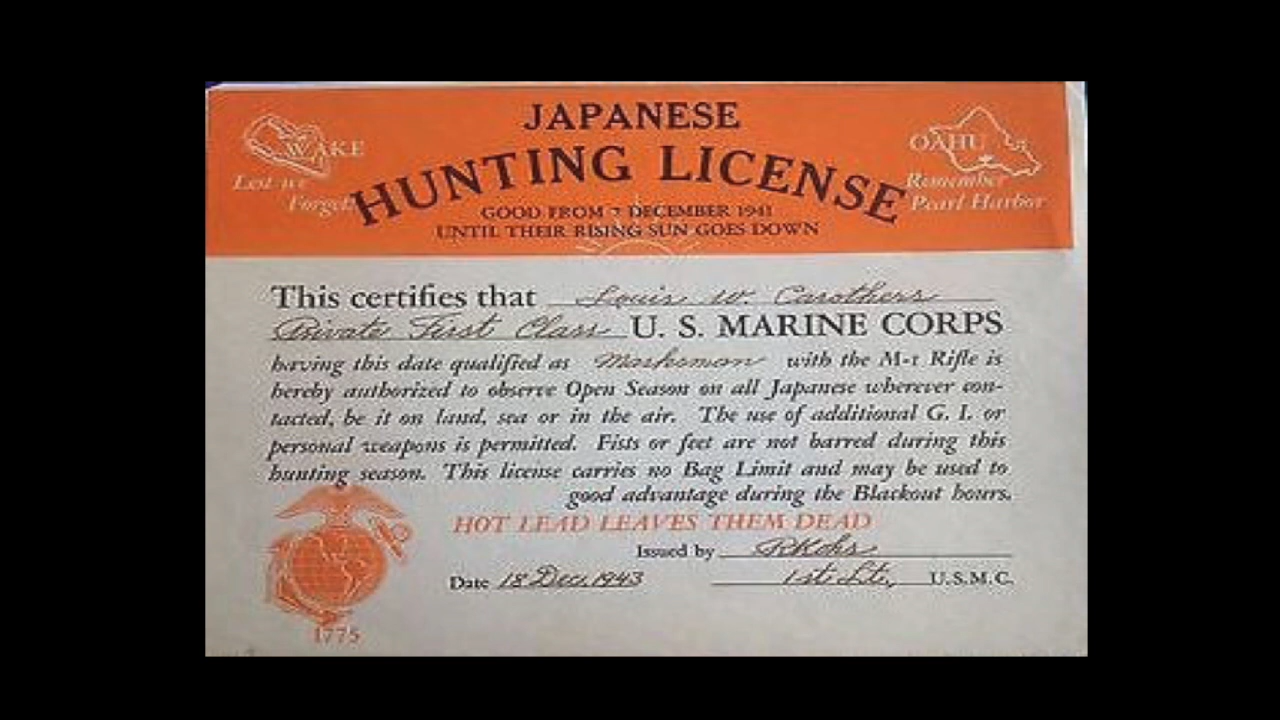 JAPANESE
HUNTING LICENSE
GOOD FROM 7 DECEMBER 1941
UNTIL THEIR RISING SUN GOES DOWN
WAKE
Lest we
Forget
OAHU
Remember
Pearl Harbor
This certifies that Louis W. Carothers
Private First Class U. S. MARINE CORPS
having this date qualified as Marksman with the M-1 Rifle is
hereby authorized to observe Open Season on all Japanese wherever con-
tacted, be it on land, sea or in the air. The use of additional G. I. or
personal weapons is permitted. Fists or feet are not barred during this
hunting season. This license carries no Bag Limit and may be used to
good advantage during the Blackout hours.
HOT LEAD LEAVES THEM DEAD
Issued by RKohs
Date 18 Dec. 1943 1st Lt., U.S.M.C.
1775